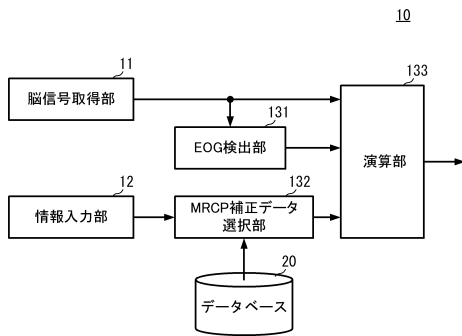 10
11
脳信号取得部
133
131
EOG検出部
演算部
12
情報入力部
132
MRCP補正データ
選択部
20
データベース